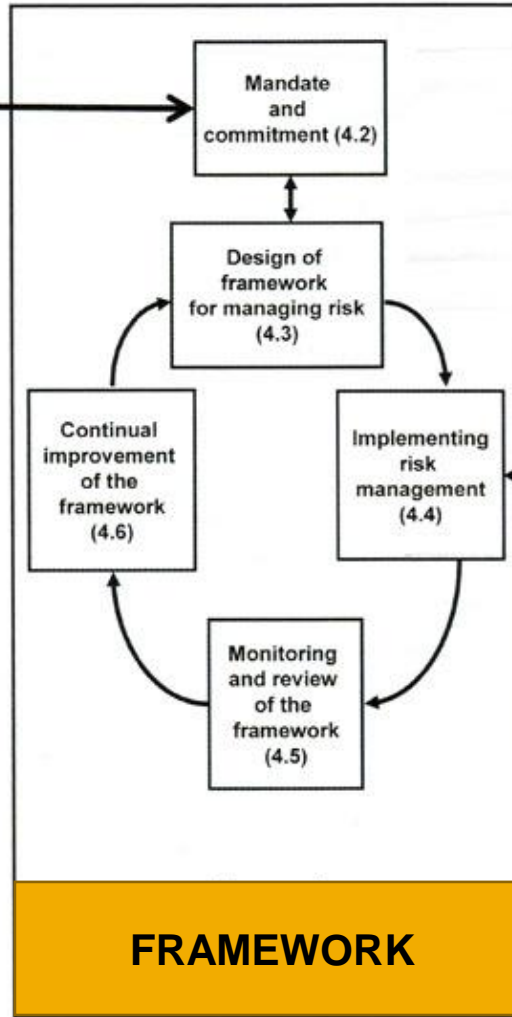 Mandate
and
commitment (4.2)
Design of
framework
for managing risk
(4.3)
Continual
improvement
of the
framework
(4.6)
Implementing
risk
management
(4.4)
Monitoring
and review
of the
framework
(4.5)
FRAMEWORK